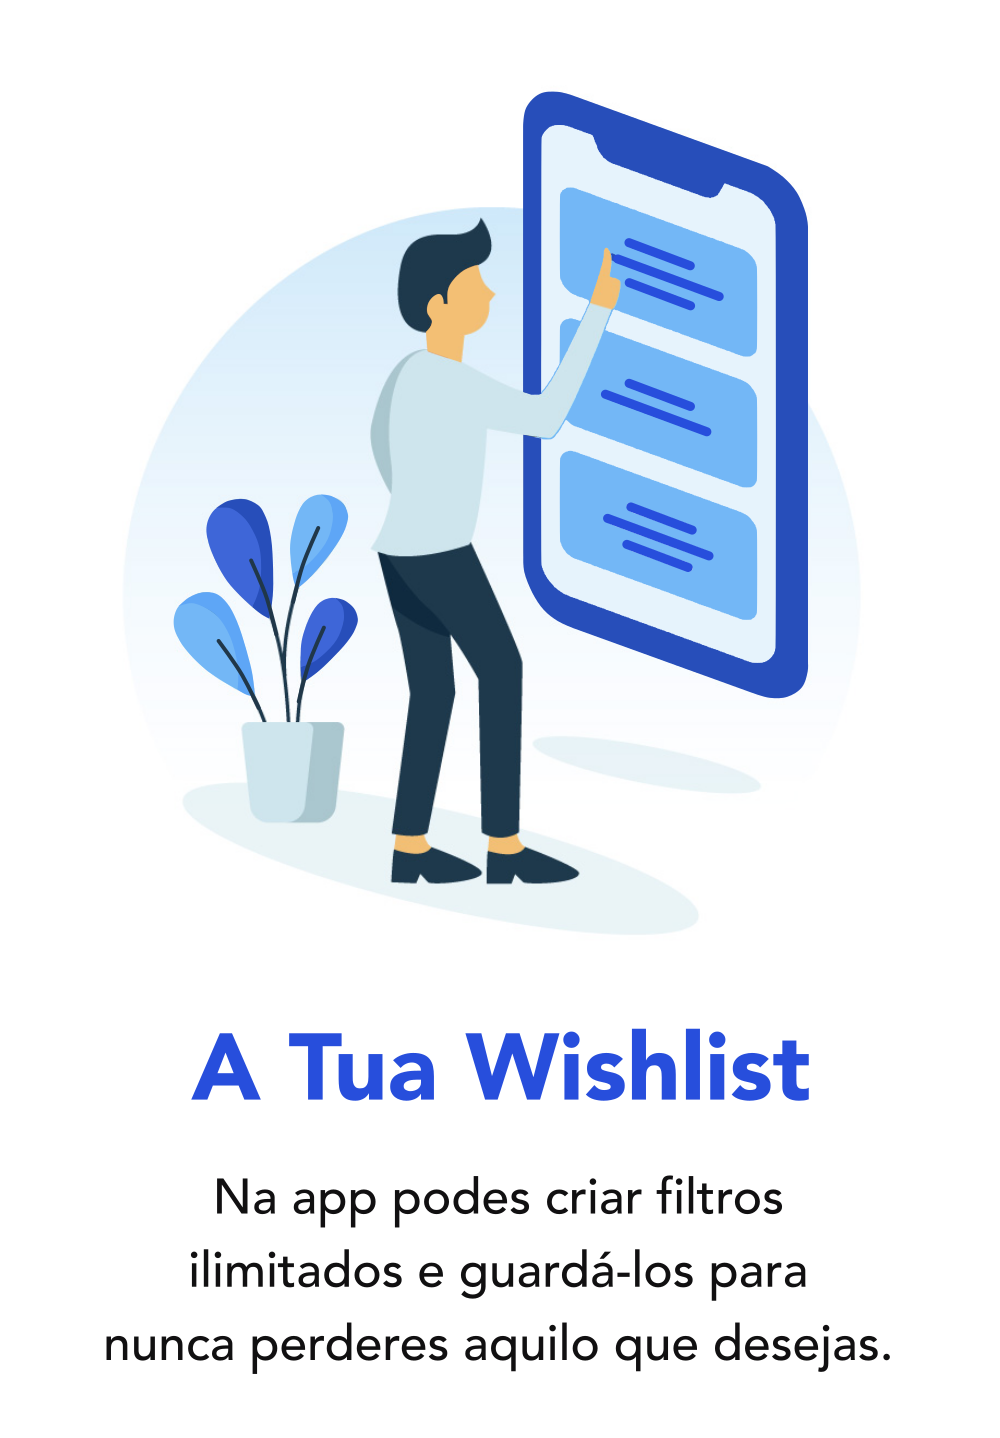 A Tua Wishlist
Na app podes criar filtros
ilimitados e guardá-los para
nunca perderes aquilo que desejas.